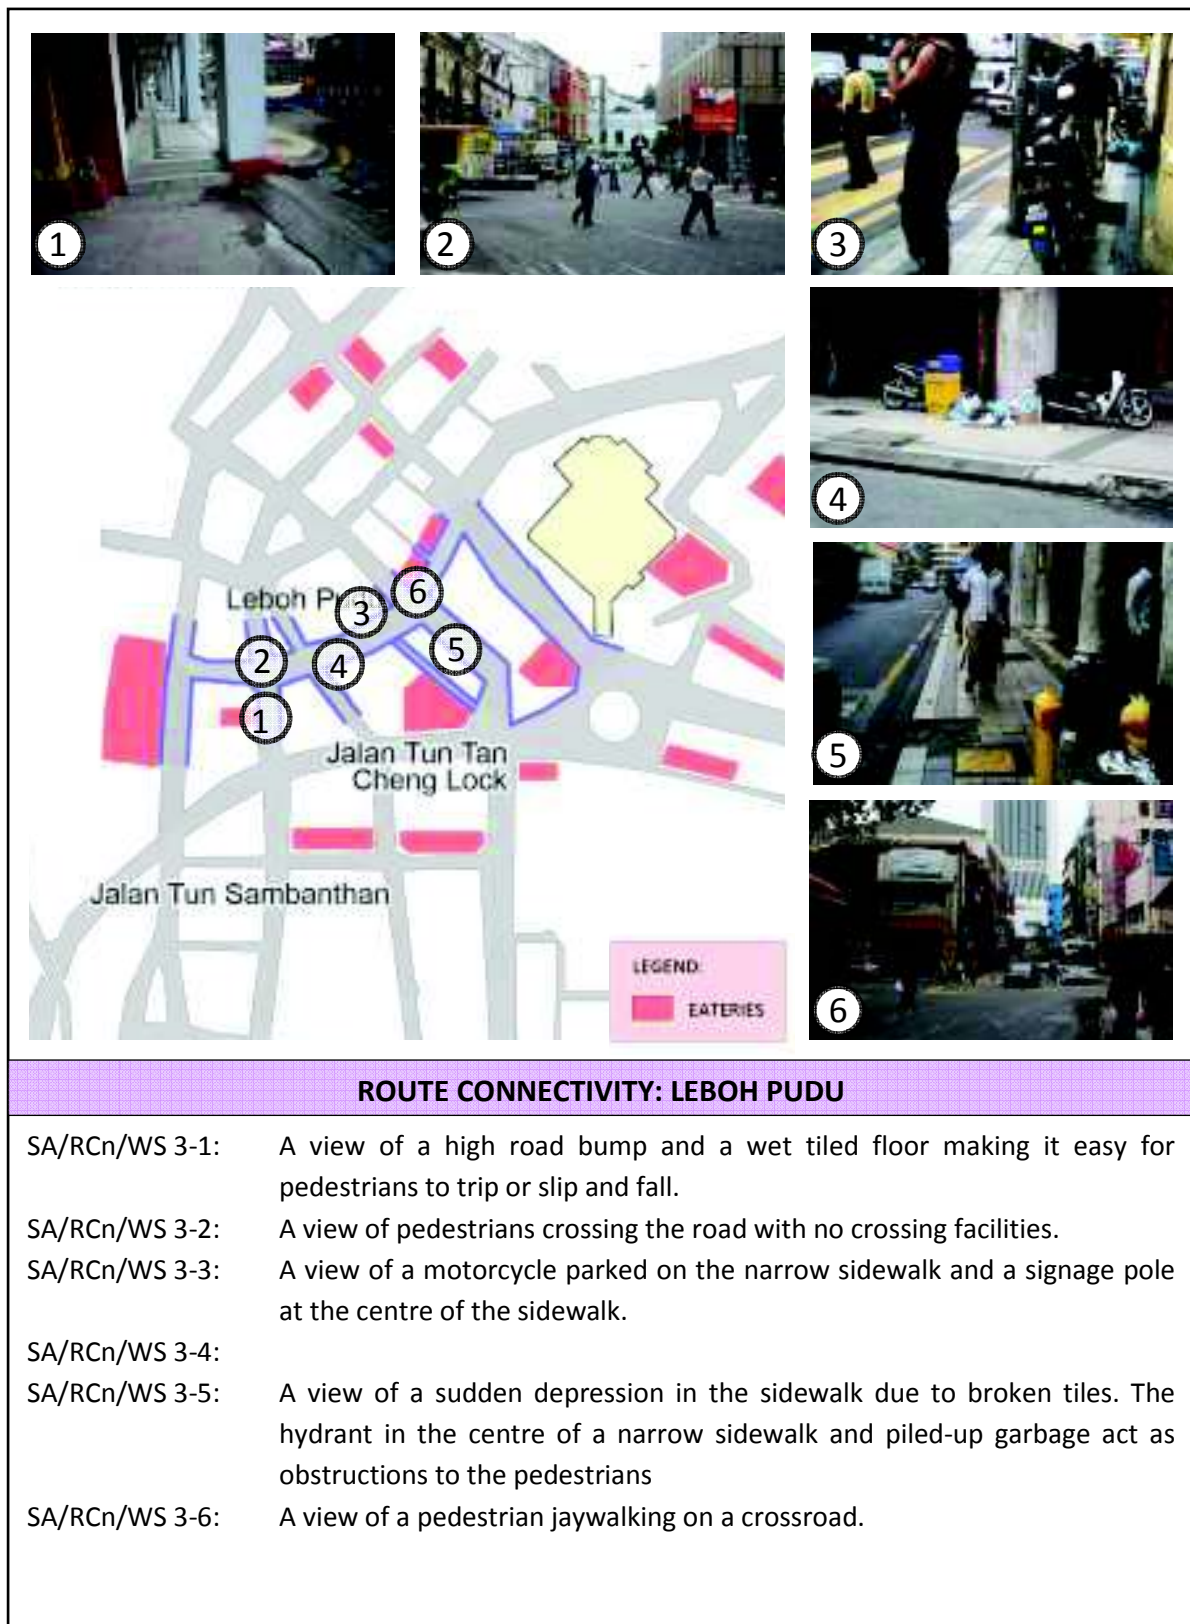 1
2
3
4
5
6
Leboh Pudu
3
6
2
4
5
1
Jalan Tun Tan
Cheng Lock
Jalan Tun Sambanthan
LEGEND:
EATERIES
ROUTE CONNECTIVITY: LEBOH PUDU
SA/RCn/WS 3-1: A view of a high road bump and a wet tiled floor making it easy for
pedestrians to trip or slip and fall.
SA/RCn/WS 3-2: A view of pedestrians crossing the road with no crossing facilities.
SA/RCn/WS 3-3: A view of a motorcycle parked on the narrow sidewalk and a signage pole
at the centre of the sidewalk.
SA/RCn/WS 3-4:
SA/RCn/WS 3-5: A view of a sudden depression in the sidewalk due to broken tiles. The
hydrant in the centre of a narrow sidewalk and piled-up garbage act as
obstructions to the pedestrians
SA/RCn/WS 3-6: A view of a pedestrian jaywalking on a crossroad.